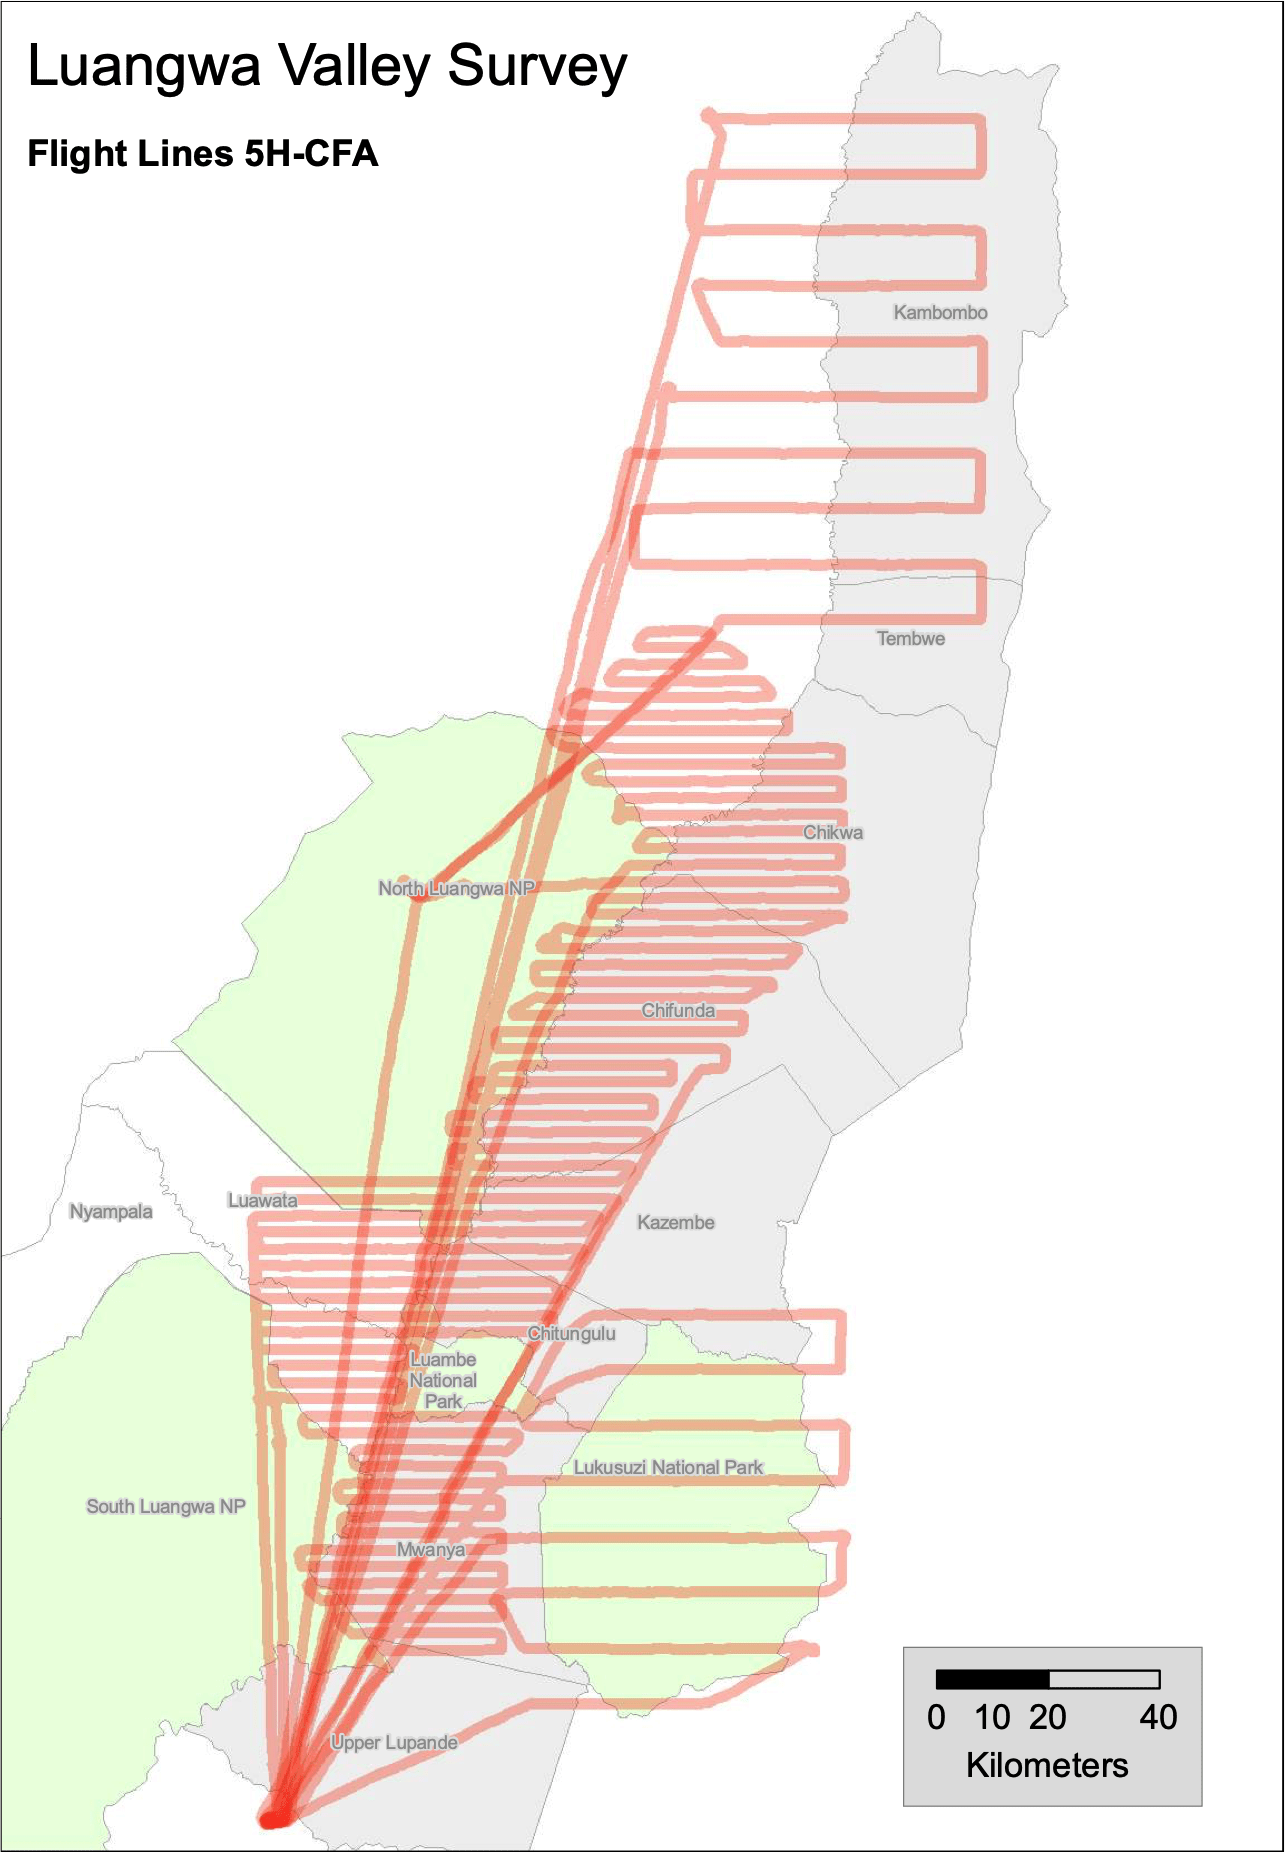 Luangwa Valley Survey
Flight Lines 5H-CFA
Kambombo
Tembwe
Chikwa
North Luangwa NP
Chifunda
Luawata
Nyampala
Kazembe
Chitungulu
Luambe
National
Park
Lukusuzi National Park
South Luangwa NP
Mwanya
Upper Lupande
0 10 20 40
Kilometers